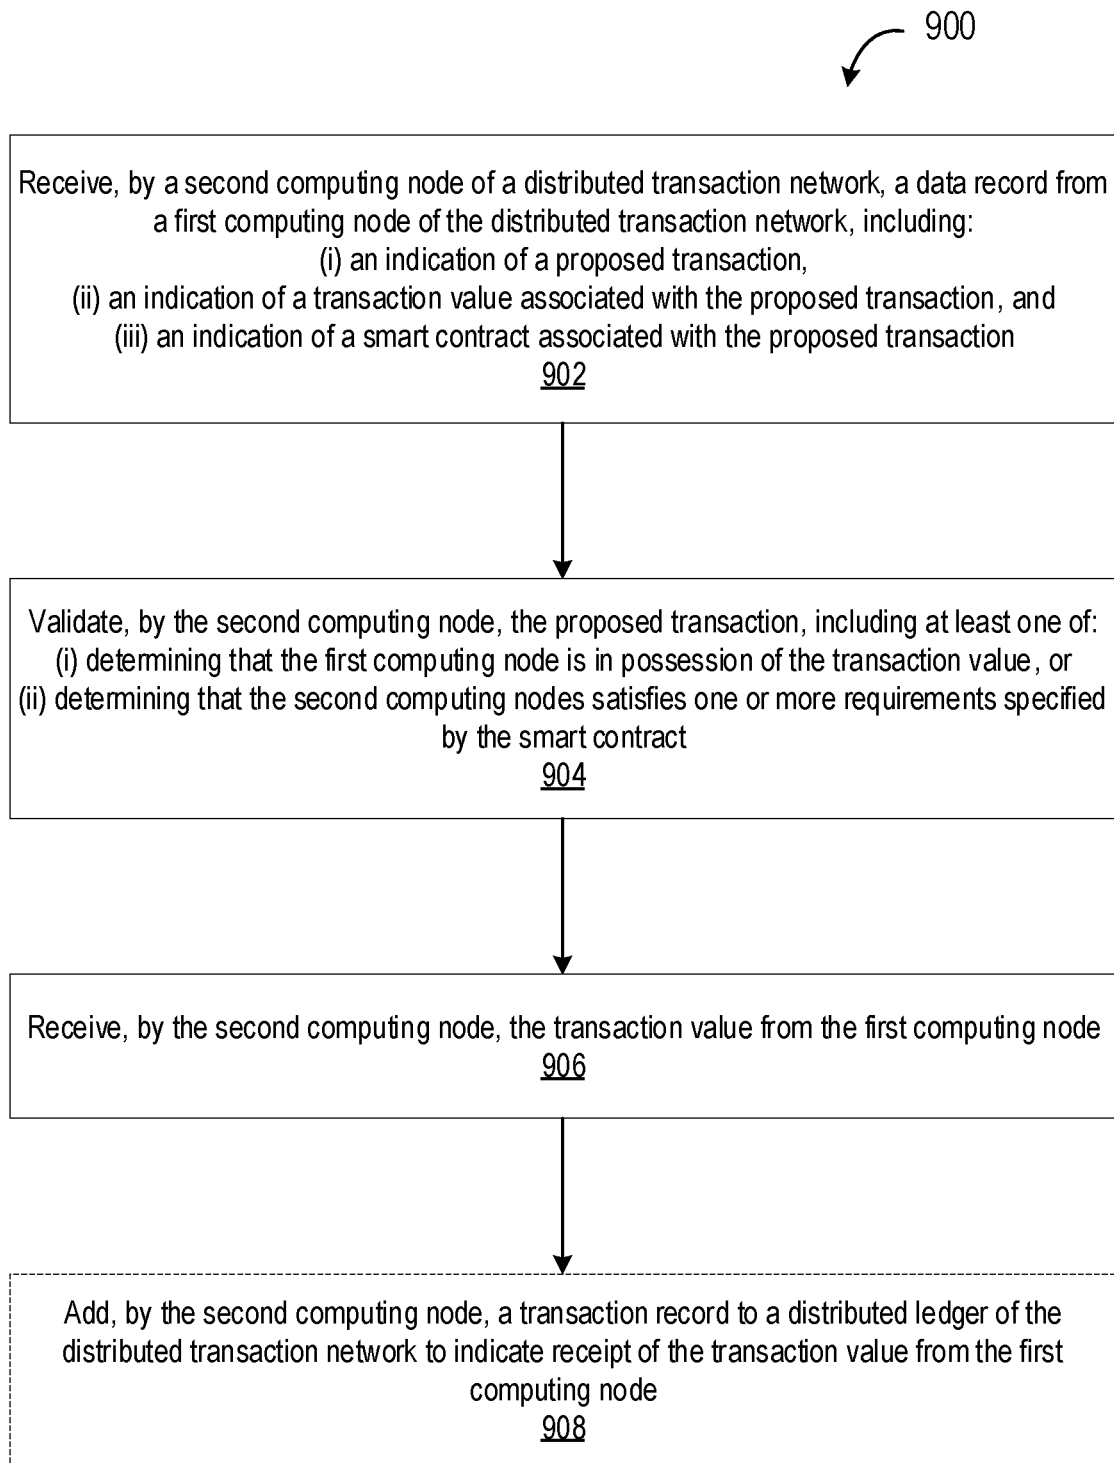 900
Receive, by a second computing node of a distributed transaction network, a data record from
a first computing node of the distributed transaction network, including:
(i) an indication of a proposed transaction,
(ii) an indication of a transaction value associated with the proposed transaction, and
(iii) an indication of a smart contract associated with the proposed transaction
902
Validate, by the second computing node, the proposed transaction, including at least one of:
(i) determining that the first computing node is in possession of the transaction value, or
(ii) determining that the second computing nodes satisfies one or more requirements specified
by the smart contract
904
Receive, by the second computing node, the transaction value from the first computing node
906
Add, by the second computing node, a transaction record to a distributed ledger of the
distributed transaction network to indicate receipt of the transaction value from the first
computing node
908